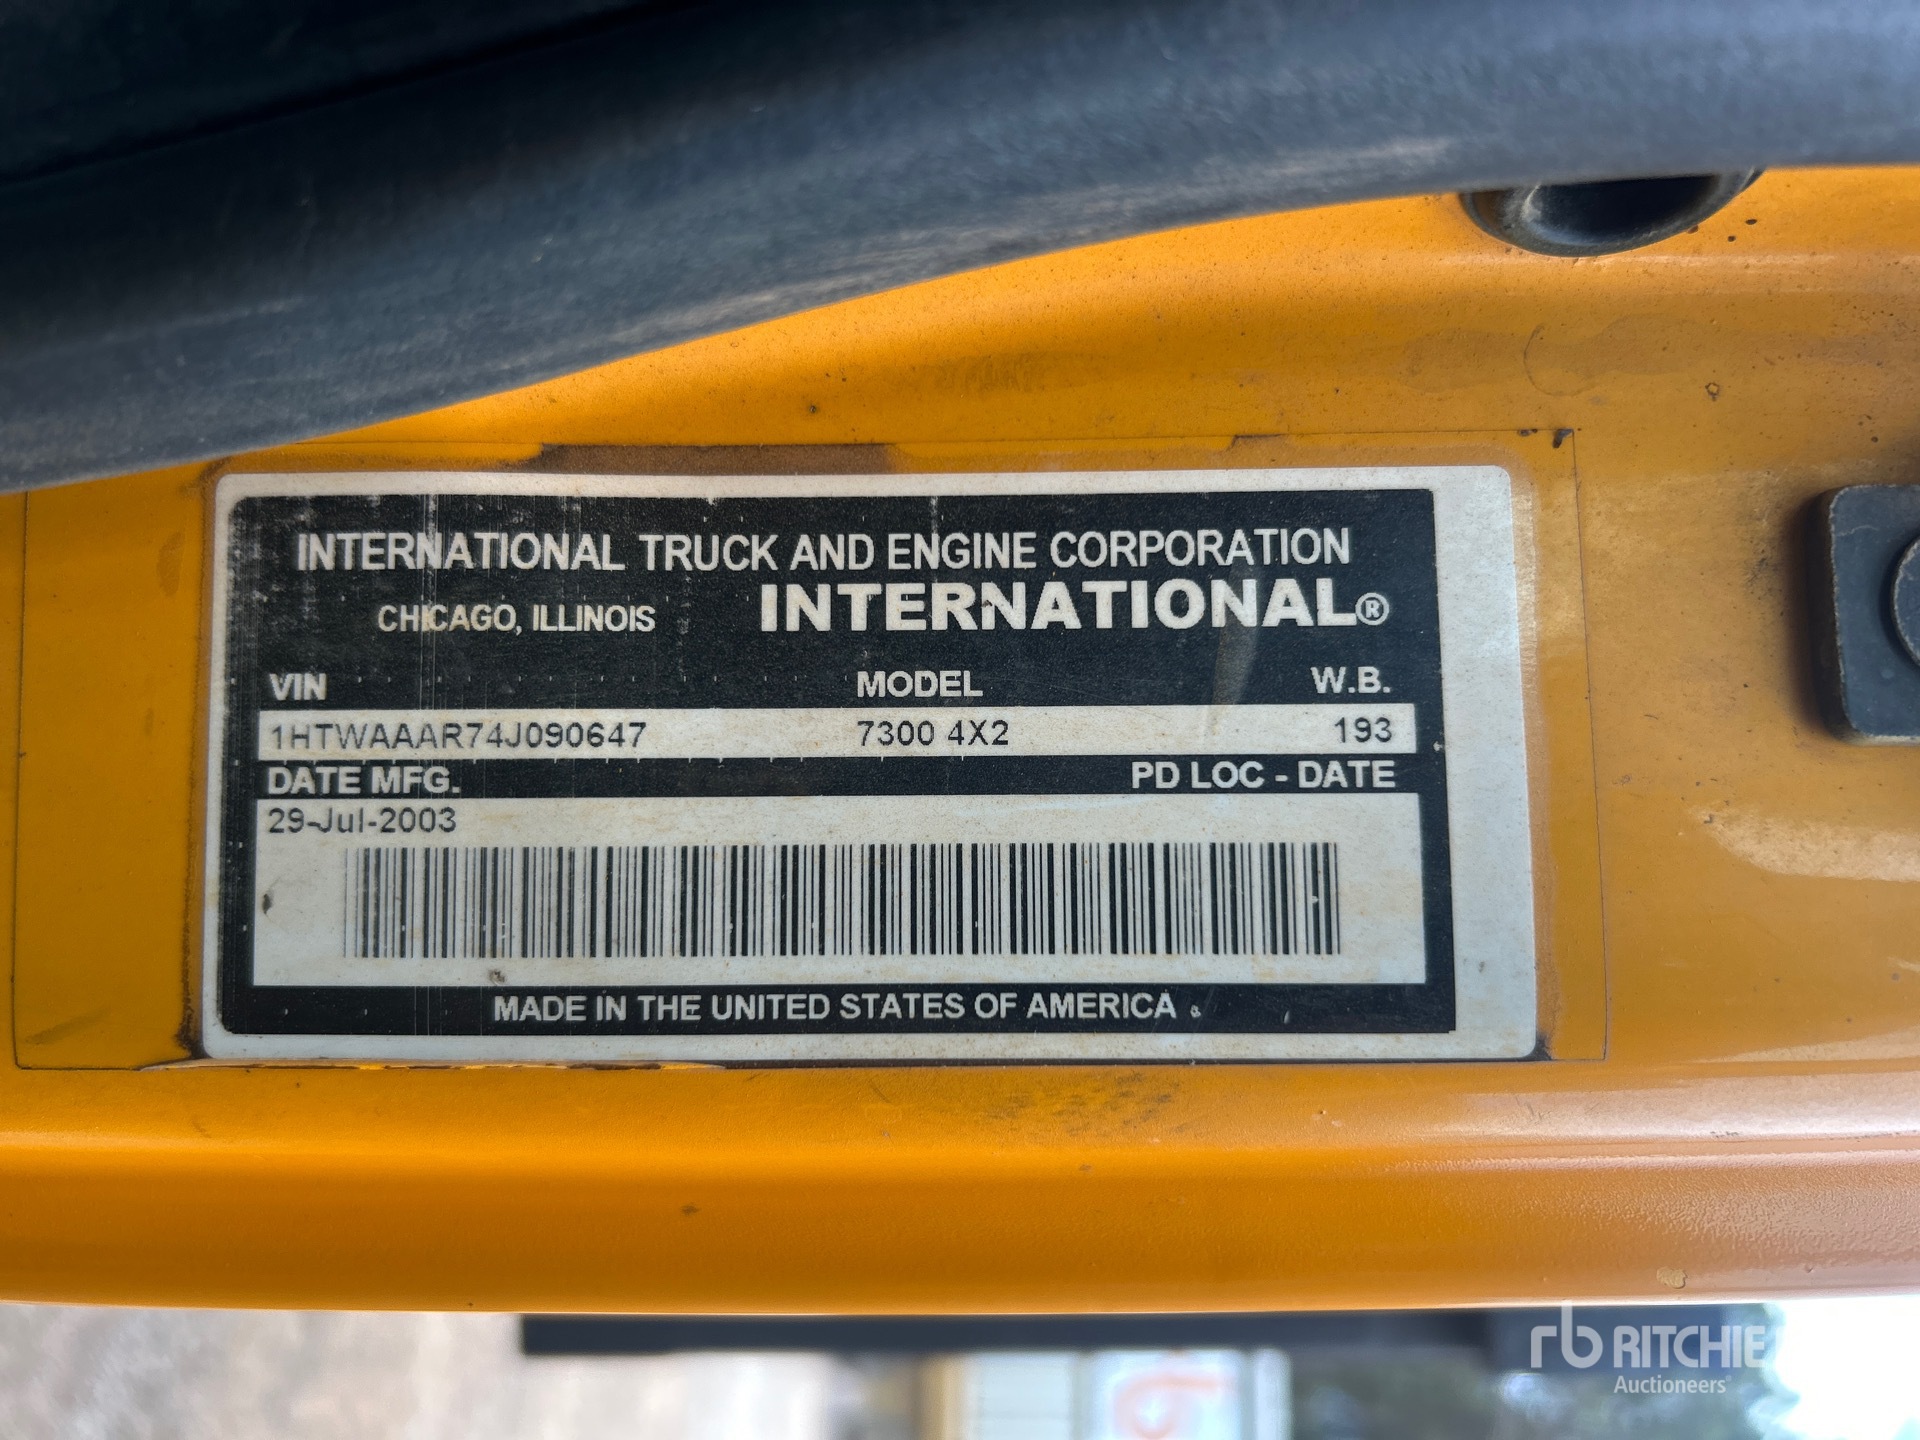 INTERNATIONAL TRUCK AND ENGINE CORPORATION
CHICAGO, ILLINOIS INTERNATIONAL®
VIN MODEL W.B.
1HTWAAAR74J090647 7300 4X2 193
DATE MFG. PD LOC - DATE
29-Jul-2003
MADE IN THE UNITED STATES OF AMERICA.
rb RITCHIE
Auctioneers